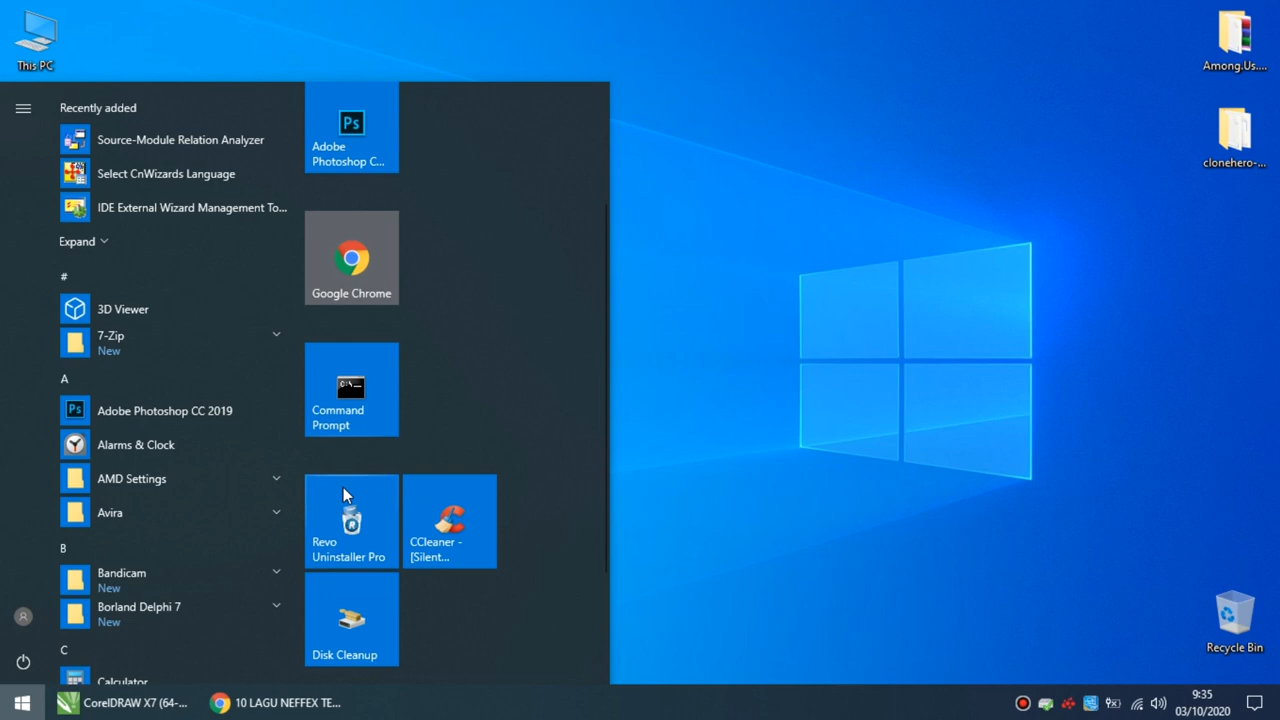 This PC
Among.Us....
clonehero-...
Recently added
Source-Module Relation Analyzer
Select CnWizards Language
IDE External Wizard Management To...
Expand
#
3D Viewer
7-Zip
New
A
Adobe Photoshop CC 2019
Alarms & Clock
AMD Settings
Avira
B
Bandicam
New
Borland Delphi 7
New
C
Calculator
Ps
Adobe
Photoshop C...
Google Chrome
C:\_
Command
Prompt
Revo
Uninstaller Pro
CCleaner -
[Silent...
Disk Cleanup
Recycle Bin
CorelDRAW X7 (64-...
10 LAGU NEFFEX TE...
9:35
03/10/2020